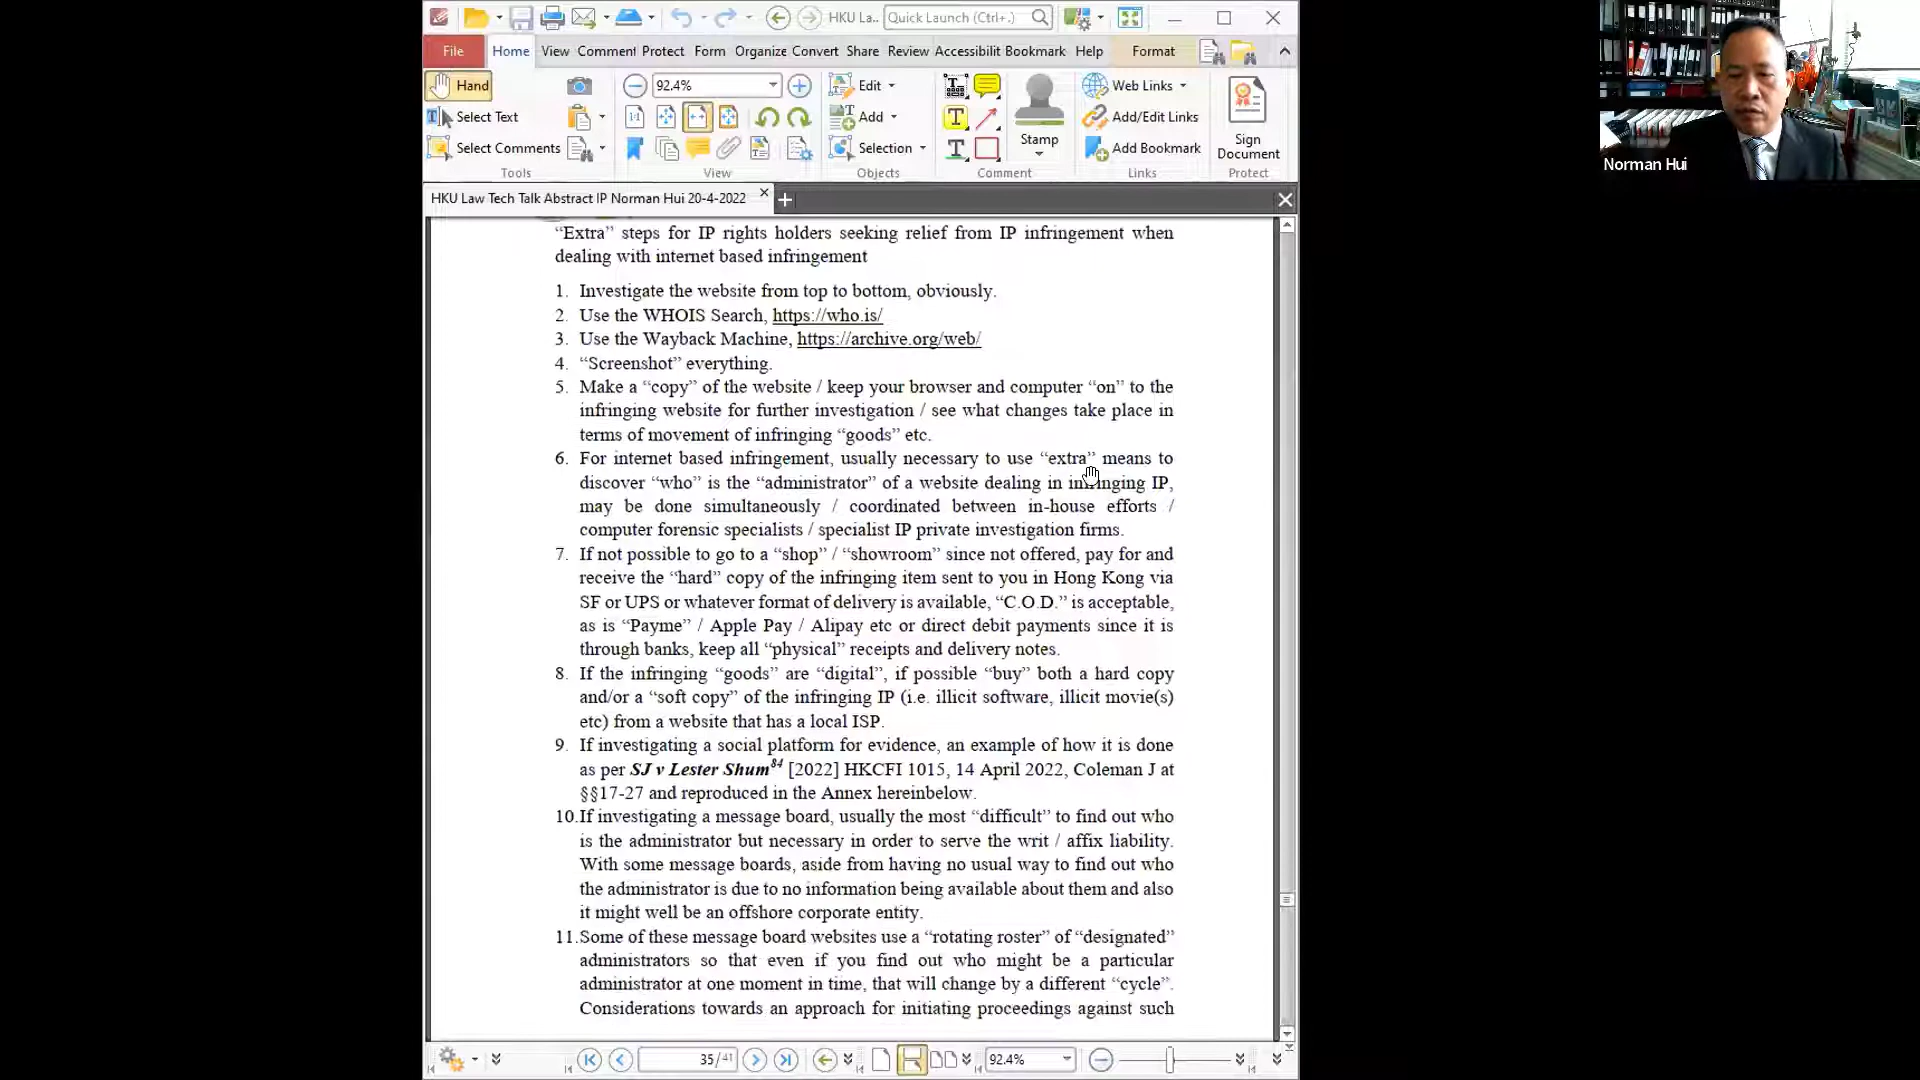 HKU La..
Quick Launch (Ctrl+.)
File Home View Comment Protect Form Organize Convert Share Review Accessibilit Bookmark Help Format
Hand
Select Text
Select Comments
Tools
92.4%
View
Edit
Add
Selection
Objects
Stamp
Comment
Web Links
Add/Edit Links
Add Bookmark
Links
Sign
Document
Protect
HKU Law Tech Talk Abstract IP Norman Hui 20-4-2022
“Extra” steps for IP rights holders seeking relief from IP infringement when
dealing with internet based infringement
1. Investigate the website from top to bottom, obviously.
2. Use the WHOIS Search, https://who.is/
3. Use the Wayback Machine, https://archive.org/web/
4. “Screenshot” everything.
5. Make a “copy” of the website / keep your browser and computer “on” to the
infringing website for further investigation / see what changes take place in
terms of movement of infringing “goods” etc.
6. For internet based infringement, usually necessary to use “extra” means to
discover “who” is the “administrator” of a website dealing in infringing IP,
may be done simultaneously / coordinated between in-house efforts /
computer forensic specialists / specialist IP private investigation firms.
7. If not possible to go to a “shop” / “showroom” since not offered, pay for and
receive the “hard” copy of the infringing item sent to you in Hong Kong via
SF or UPS or whatever format of delivery is available, “C.O.D.” is acceptable,
as is “Payme” / Apple Pay / Alipay etc or direct debit payments since it is
through banks, keep all “physical” receipts and delivery notes.
8. If the infringing “goods” are “digital”, if possible “buy” both a hard copy
and/or a “soft copy” of the infringing IP (i.e. illicit software, illicit movie(s)
etc) from a website that has a local ISP.
9. If investigating a social platform for evidence, an example of how it is done
as per SJ v Lester Shum84 [2022] HKCFI 1015, 14 April 2022, Coleman J at
§§17-27 and reproduced in the Annex hereinbelow.
10.If investigating a message board, usually the most “difficult” to find out who
is the administrator but necessary in order to serve the writ / affix liability.
With some message boards, aside from having no usual way to find out who
the administrator is due to no information being available about them and also
it might well be an offshore corporate entity.
11.Some of these message board websites use a “rotating roster” of “designated”
administrators so that even if you find out who might be a particular
administrator at one moment in time, that will change by a different “cycle”.
Considerations towards an approach for initiating proceedings against such
35/41
92.4%
Norman Hui